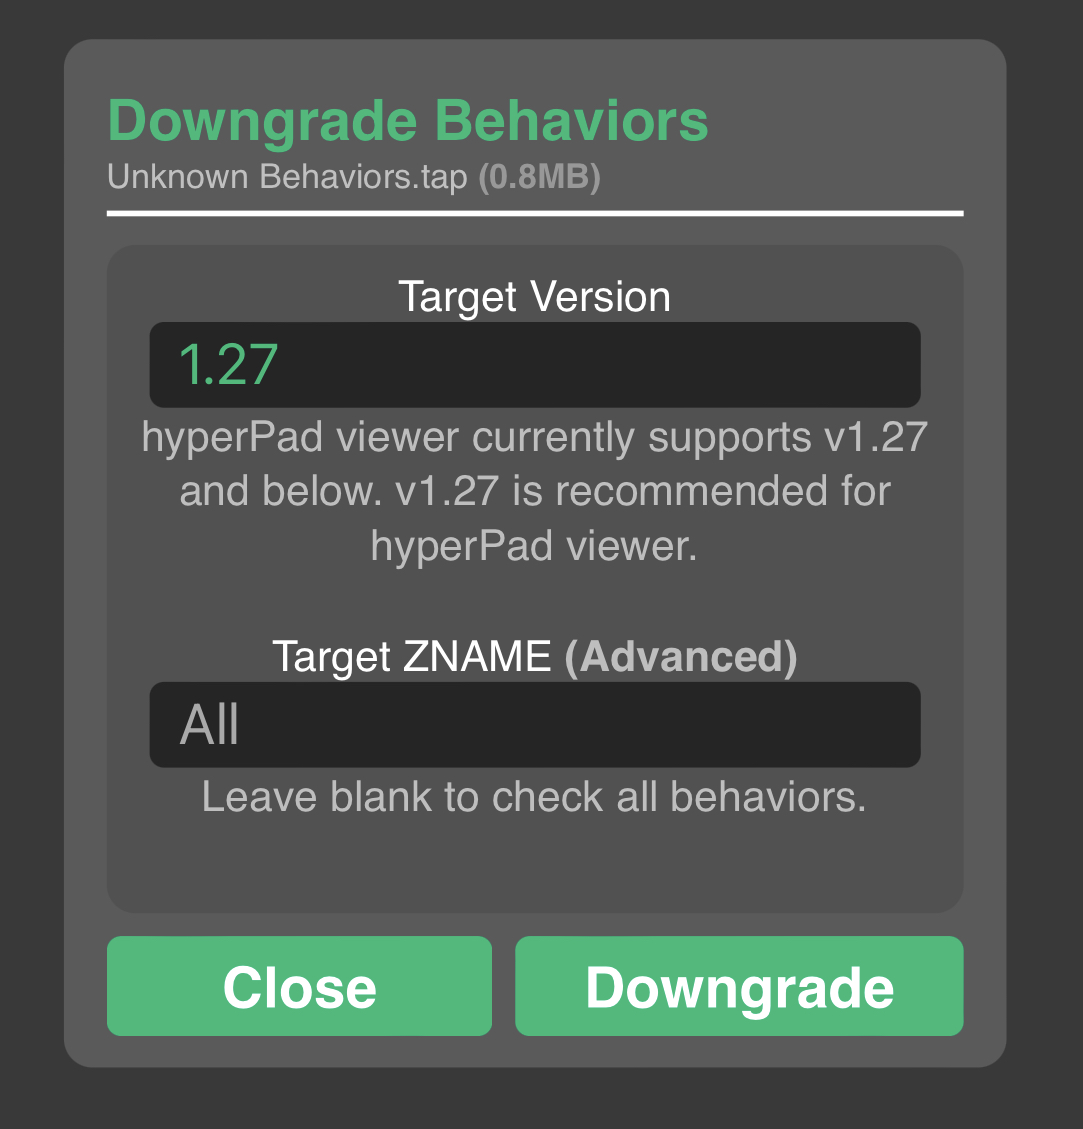 Downgrade Behaviors
Unknown Behaviors.tap (0.8MB)
Target Version
1.27
hyperPad viewer currently supports v1.27
and below. v1.27 is recommended for
hyperPad viewer.
Target ZNAME (Advanced)
All
Leave blank to check all behaviors.
Close
Downgrade